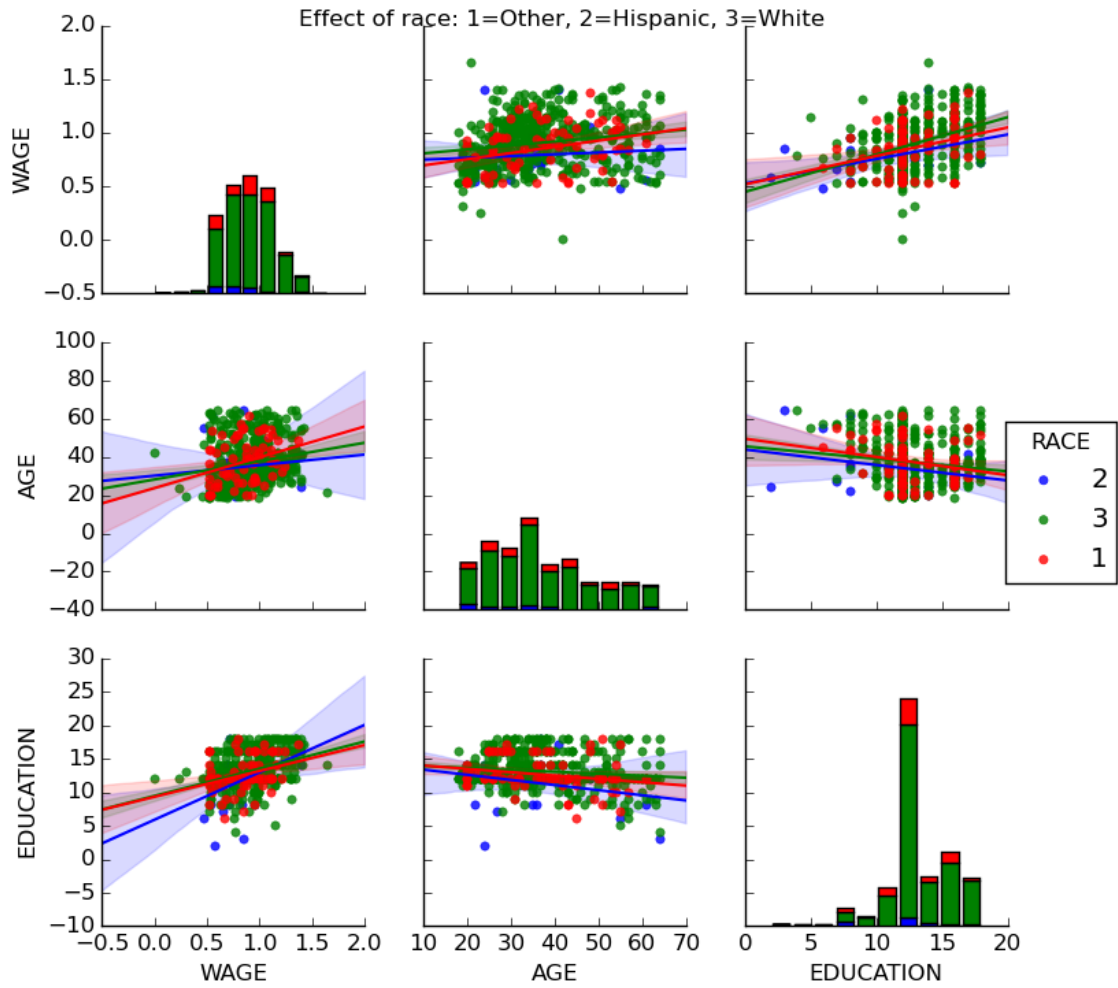 Effect of race: 1=Other, 2=Hispanic, 3=White
2.0
1.5
1.0
0.5
0.0
−0.5
WAGE
100
80
60
40
20
0
−20
−40
AGE
RACE
2
3
1
30
25
20
15
10
5
0
−5
−10
EDUCATION
−0.5 0.0 0.5 1.0 1.5 2.0
10 20 30 40 50 60 70
0 5 10 15 20
WAGE
AGE
EDUCATION